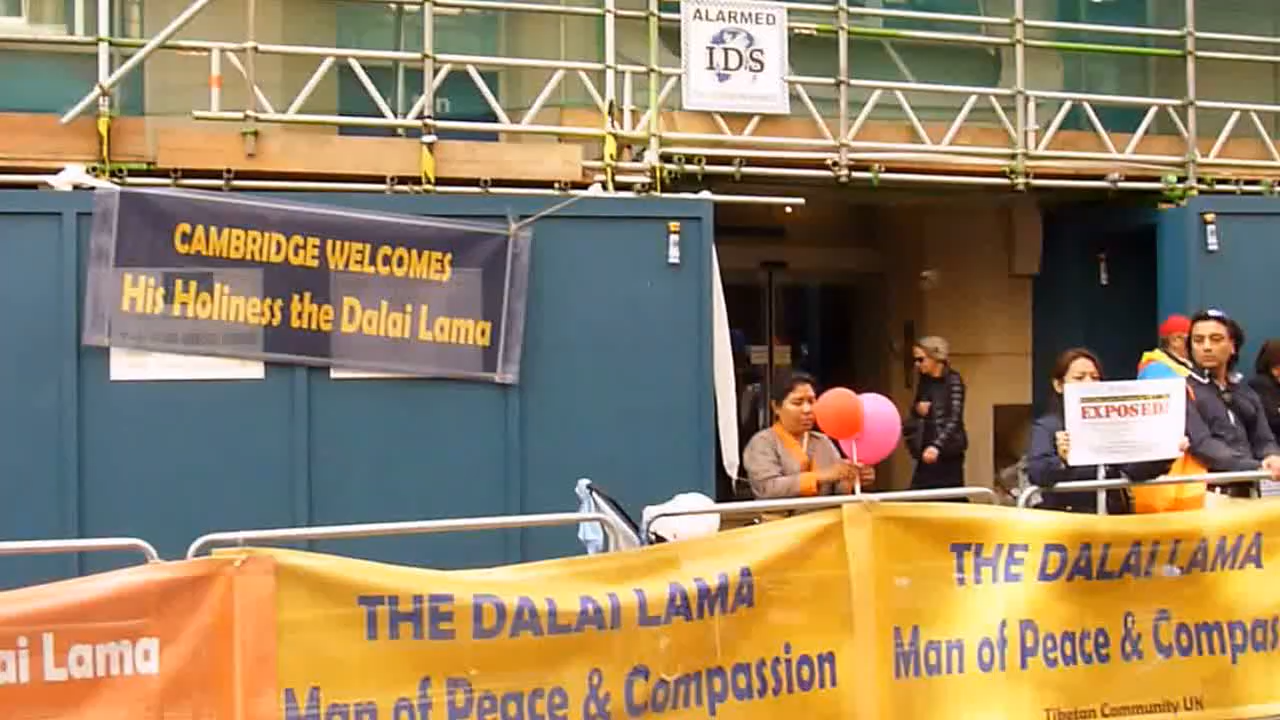 ALARMED
IDS
CAMBRIDGE WELCOMES
His Holiness the Dalai Lama
EXPOSED!
ai Lama
THE DALAI LAMA
Man of Peace & Compassion
THE DALAI LAMA
Man of Peace & Compas
Tibetan Community UK